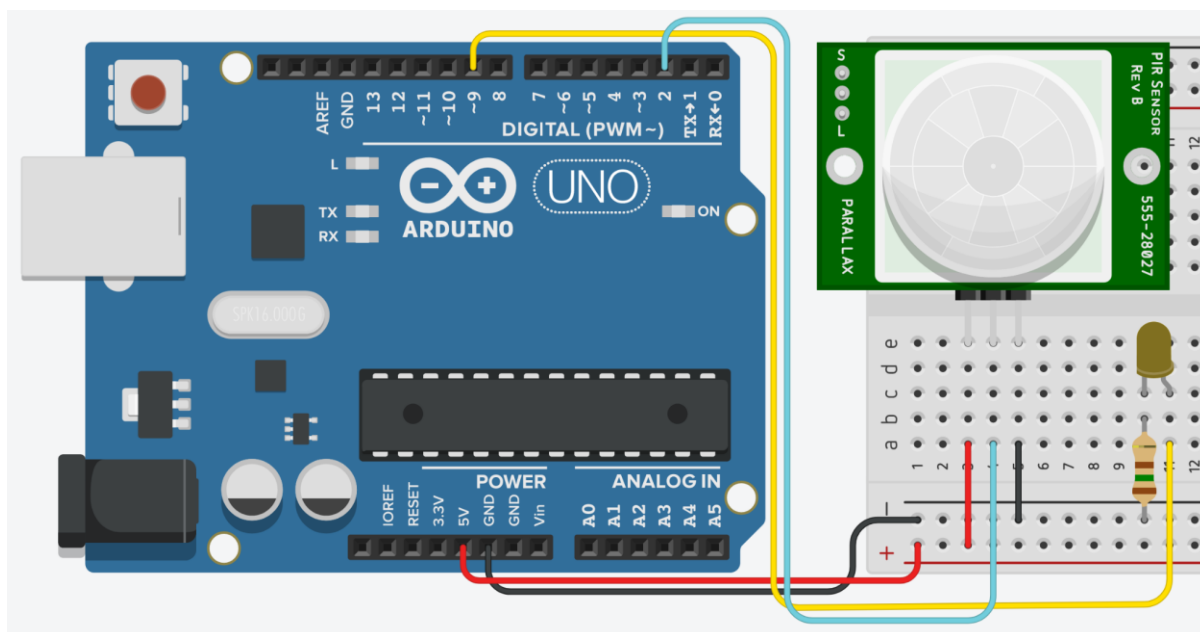 AREF
GND
13
12
~11
~10
~9
8
7
~6
~5
4
~3
2
TX→1
RX←0
DIGITAL (PWM~)
L
TX
RX
ARDUINO
UNO
ON
SPK16.000G
POWER
ANALOG IN
IOREF
RESET
3.3V
5V
GND
GND
Vin
A0
A1
A2
A3
A4
A5
S
L
PARALLAX
PIR SENSOR
REV B
555-28027
12
e
d
c
b
a
1
2
3
4
5
6
7
8
9
11
12
−
+